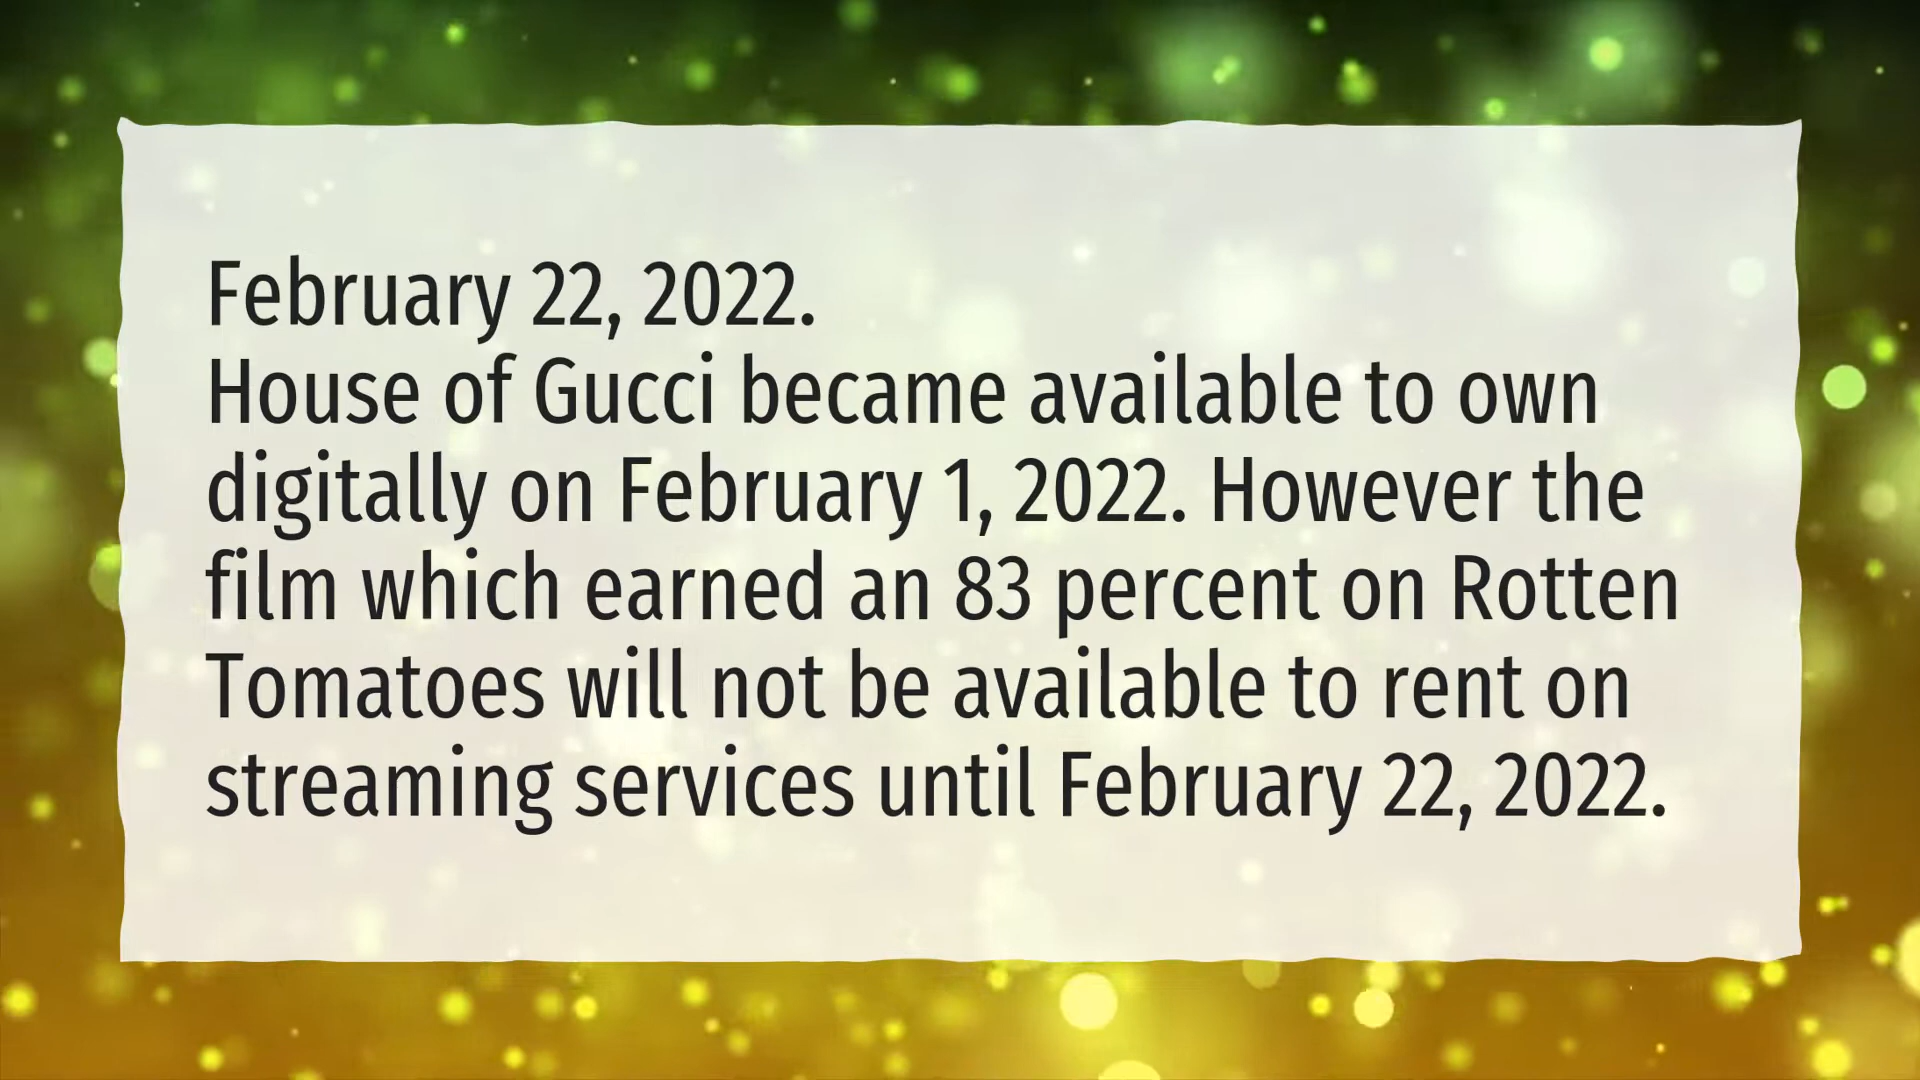 February 22, 2022.
House of Gucci became available to own
digitally on February 1, 2022. However the
film which earned an 83 percent on Rotten
Tomatoes will not be available to rent on
streaming services until February 22, 2022.